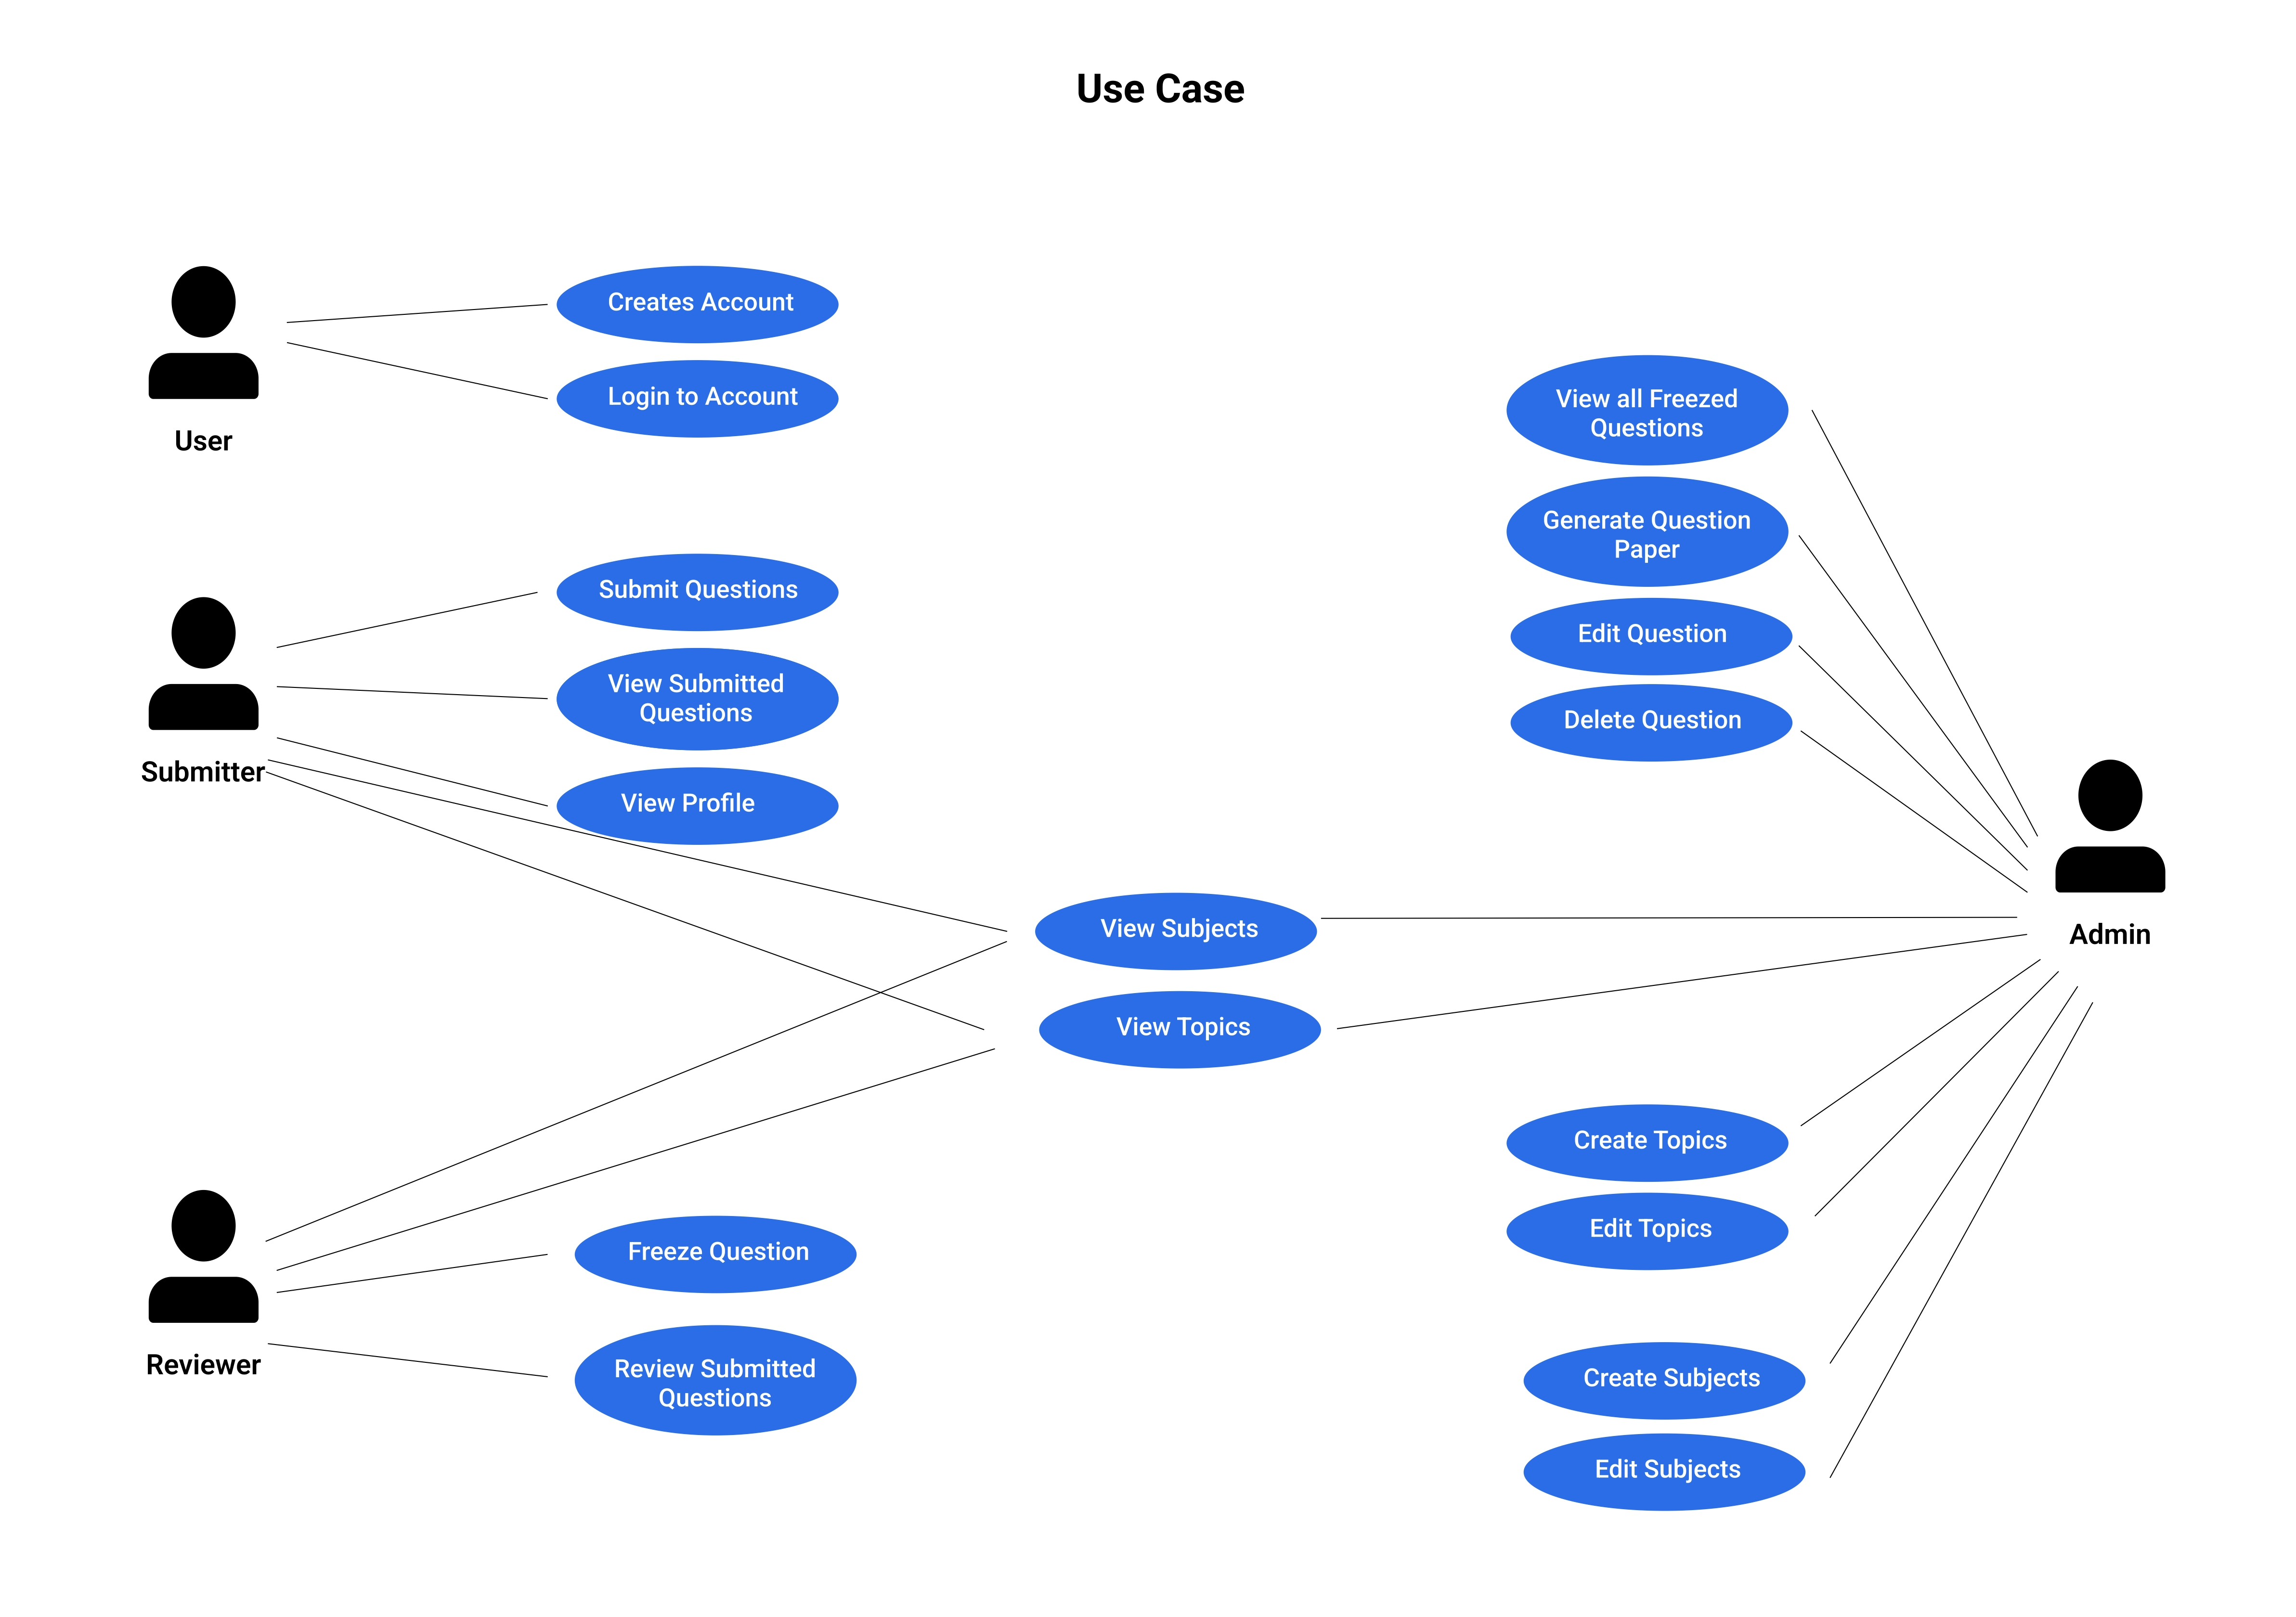 Use Case
Creates Account
Login to Account
User
Submit Questions
View Submitted
Questions
View Profile
Submitter
View Subjects
View Topics
Freeze Question
Review Submitted
Questions
Reviewer
View all Freezed
Questions
Generate Question
Paper
Edit Question
Delete Question
Admin
Create Topics
Edit Topics
Create Subjects
Edit Subjects